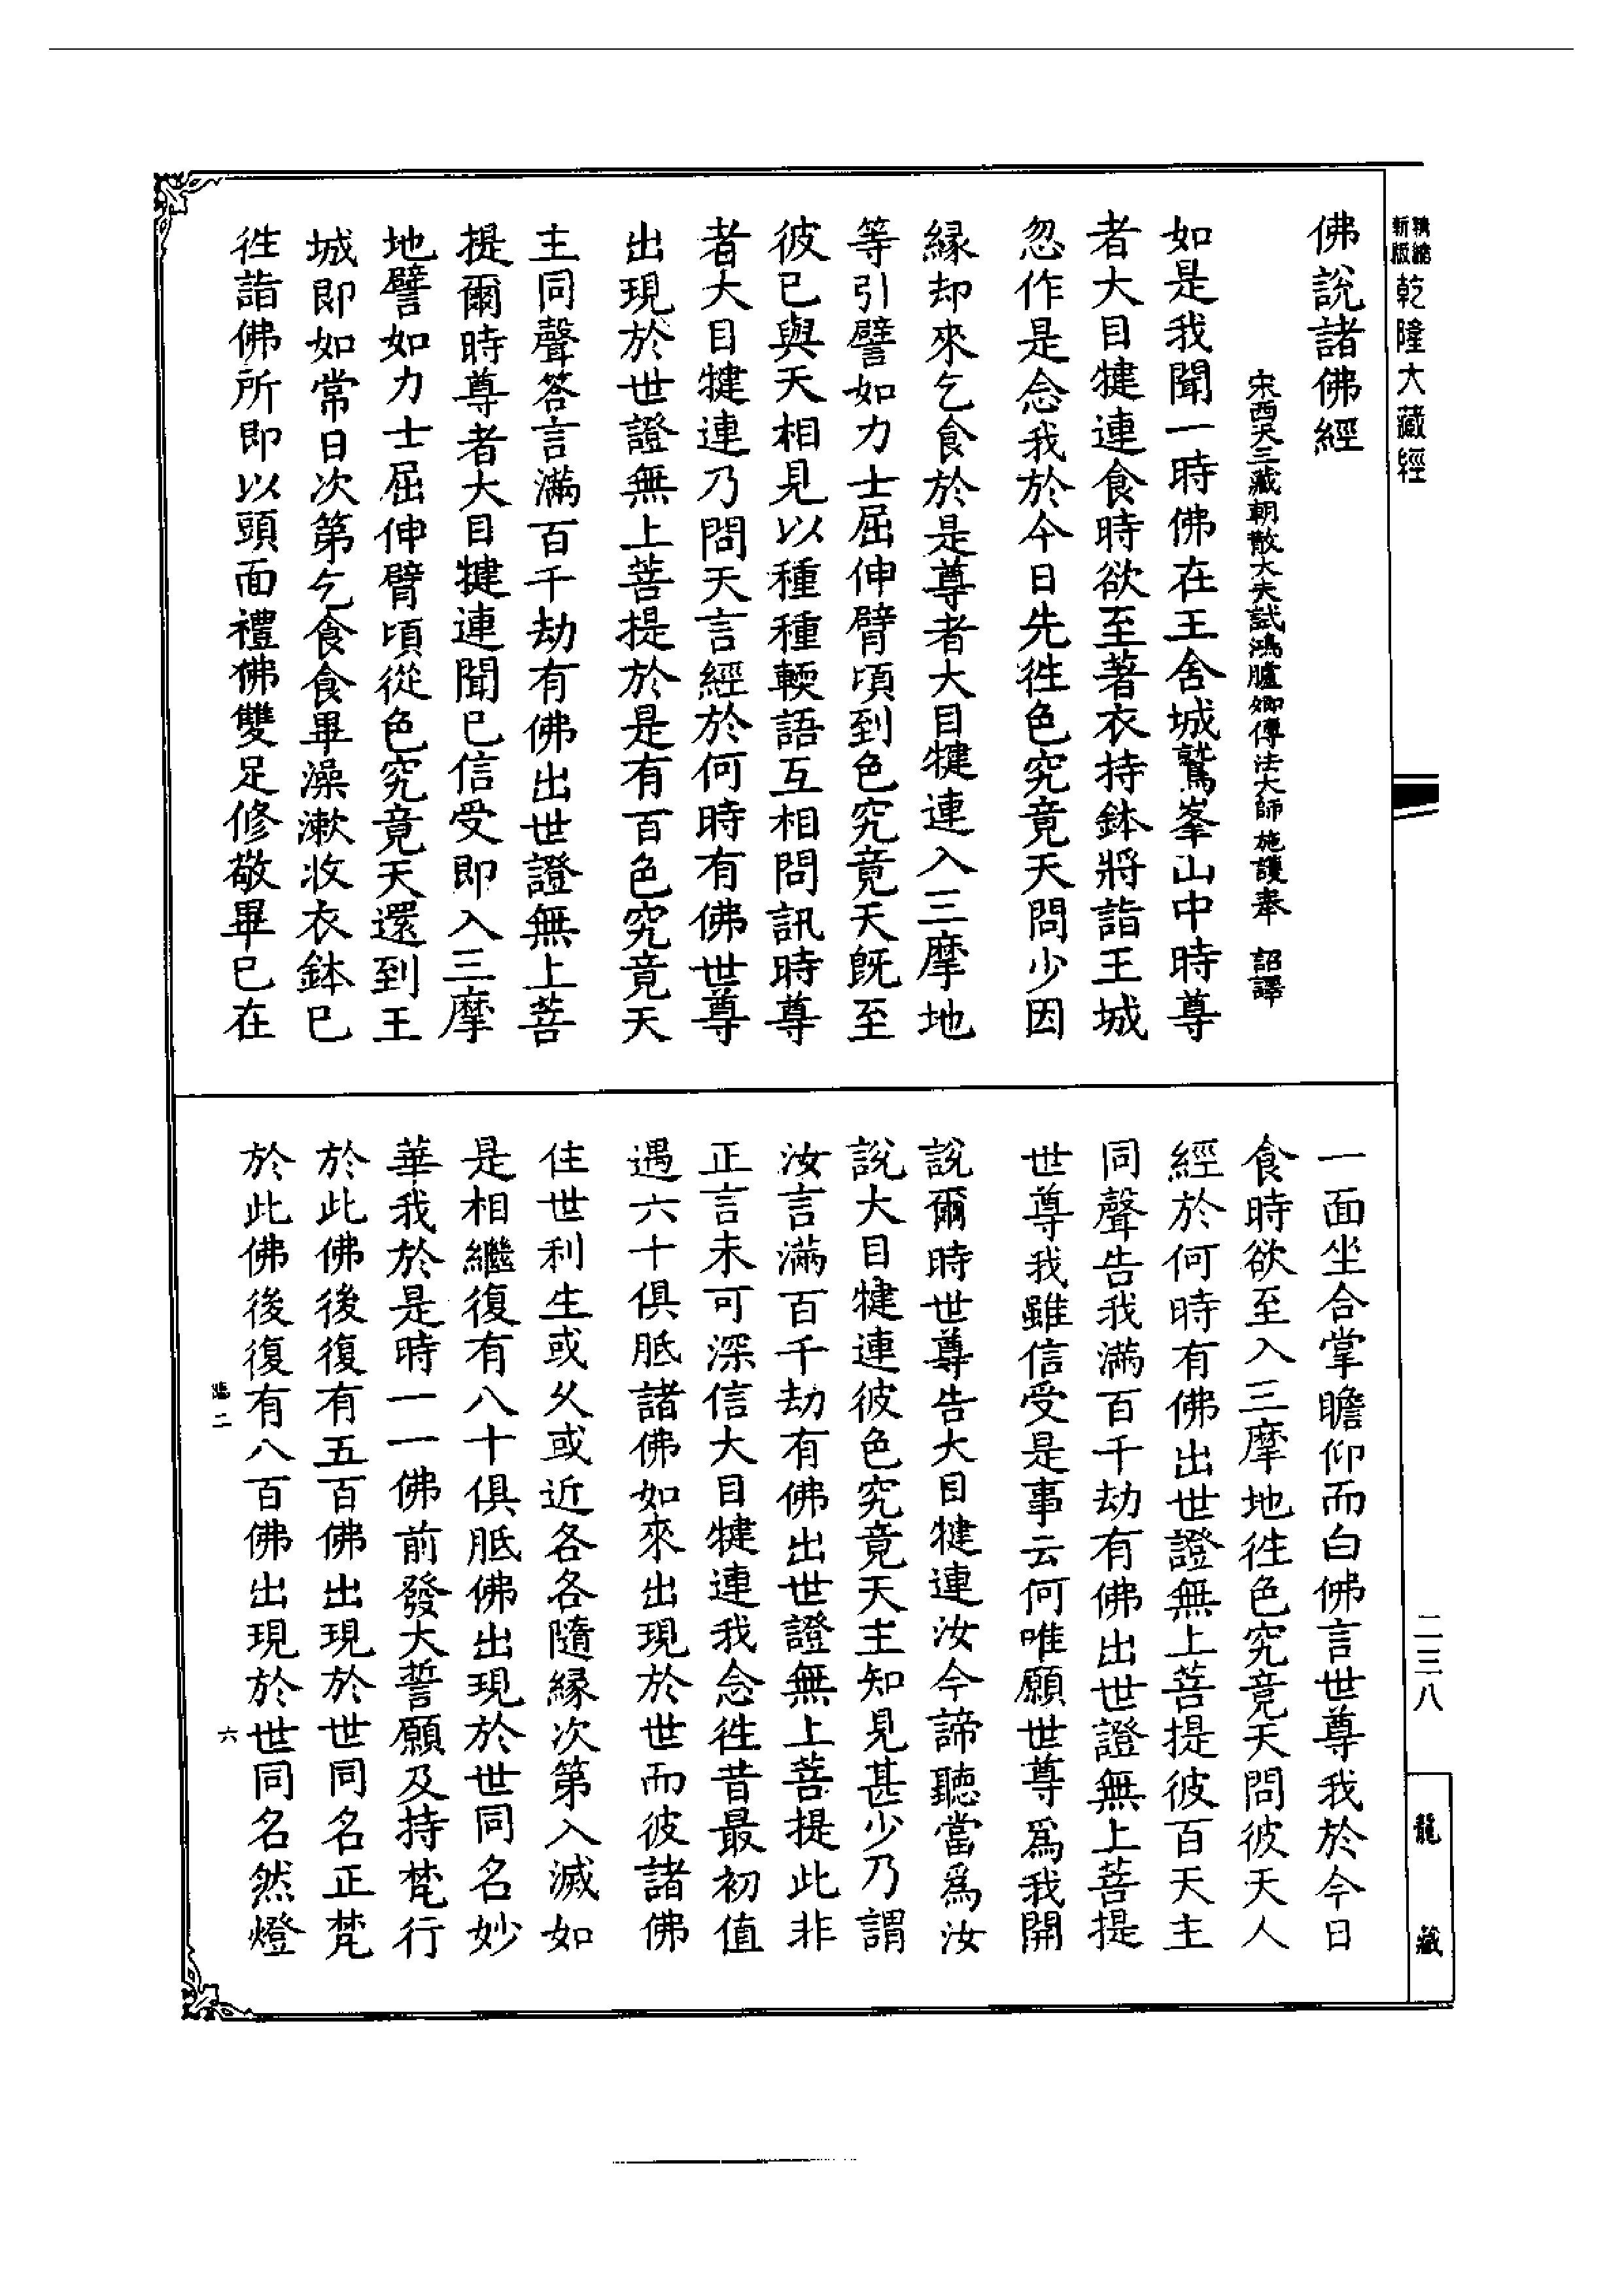 精縮新版乾隆大藏經
佛說諸佛經
宋西天三藏朝散大夫試鴻臚卿傳法大師施護奉　詔譯
如是我聞一時佛在王舍城鷲峯山中時尊
者大目犍連食時欲至著衣持鉢將詣王城
忽作是念我於今日先徃色究竟天問少因
緣却來乞食於是尊者大目犍連入三摩地
等引譬如力士屈伸臂頃到色究竟天旣至
彼已與天相見以種種輭語互相問訊時尊
者大目犍連乃問天言經於何時有佛世尊
出現於世證無上菩提於是有百色究竟天
主同聲答言滿百千劫有佛出世證無上菩
提爾時尊者大目犍連聞已信受即入三摩
地譬如力士屈伸臂頃從色究竟天還到王
城即如常日次第乞食食畢澡漱收衣鉢已
徃詣佛所即以頭面禮佛雙足修敬畢已在
一面坐合掌瞻仰而白佛言世尊我於今日
食時欲至入三摩地徃色究竟天問彼天人
經於何時有佛出世證無上菩提彼百天主
同聲告我滿百千劫有佛出世證無上菩提
世尊我雖信受是事云何唯願世尊爲我開
說爾時世尊告大目犍連汝今諦聽當爲汝
說大目犍連彼色究竟天主知見甚少乃謂
汝言滿百千劫有佛出世證無上菩提此非
正言未可深信大目犍連我念徃昔最初值
遇六十俱胝諸佛如來出現於世而彼諸佛
住世利生或久或近各各隨緣次第入滅如
是相繼復有八十俱胝佛出現於世同名妙
華我於是時一一佛前發大誓願及持梵行
於此佛後復有五百佛出現於世同名正梵
於此佛後復有八百佛出現於世同名然燈
二　六
二三八
龍藏